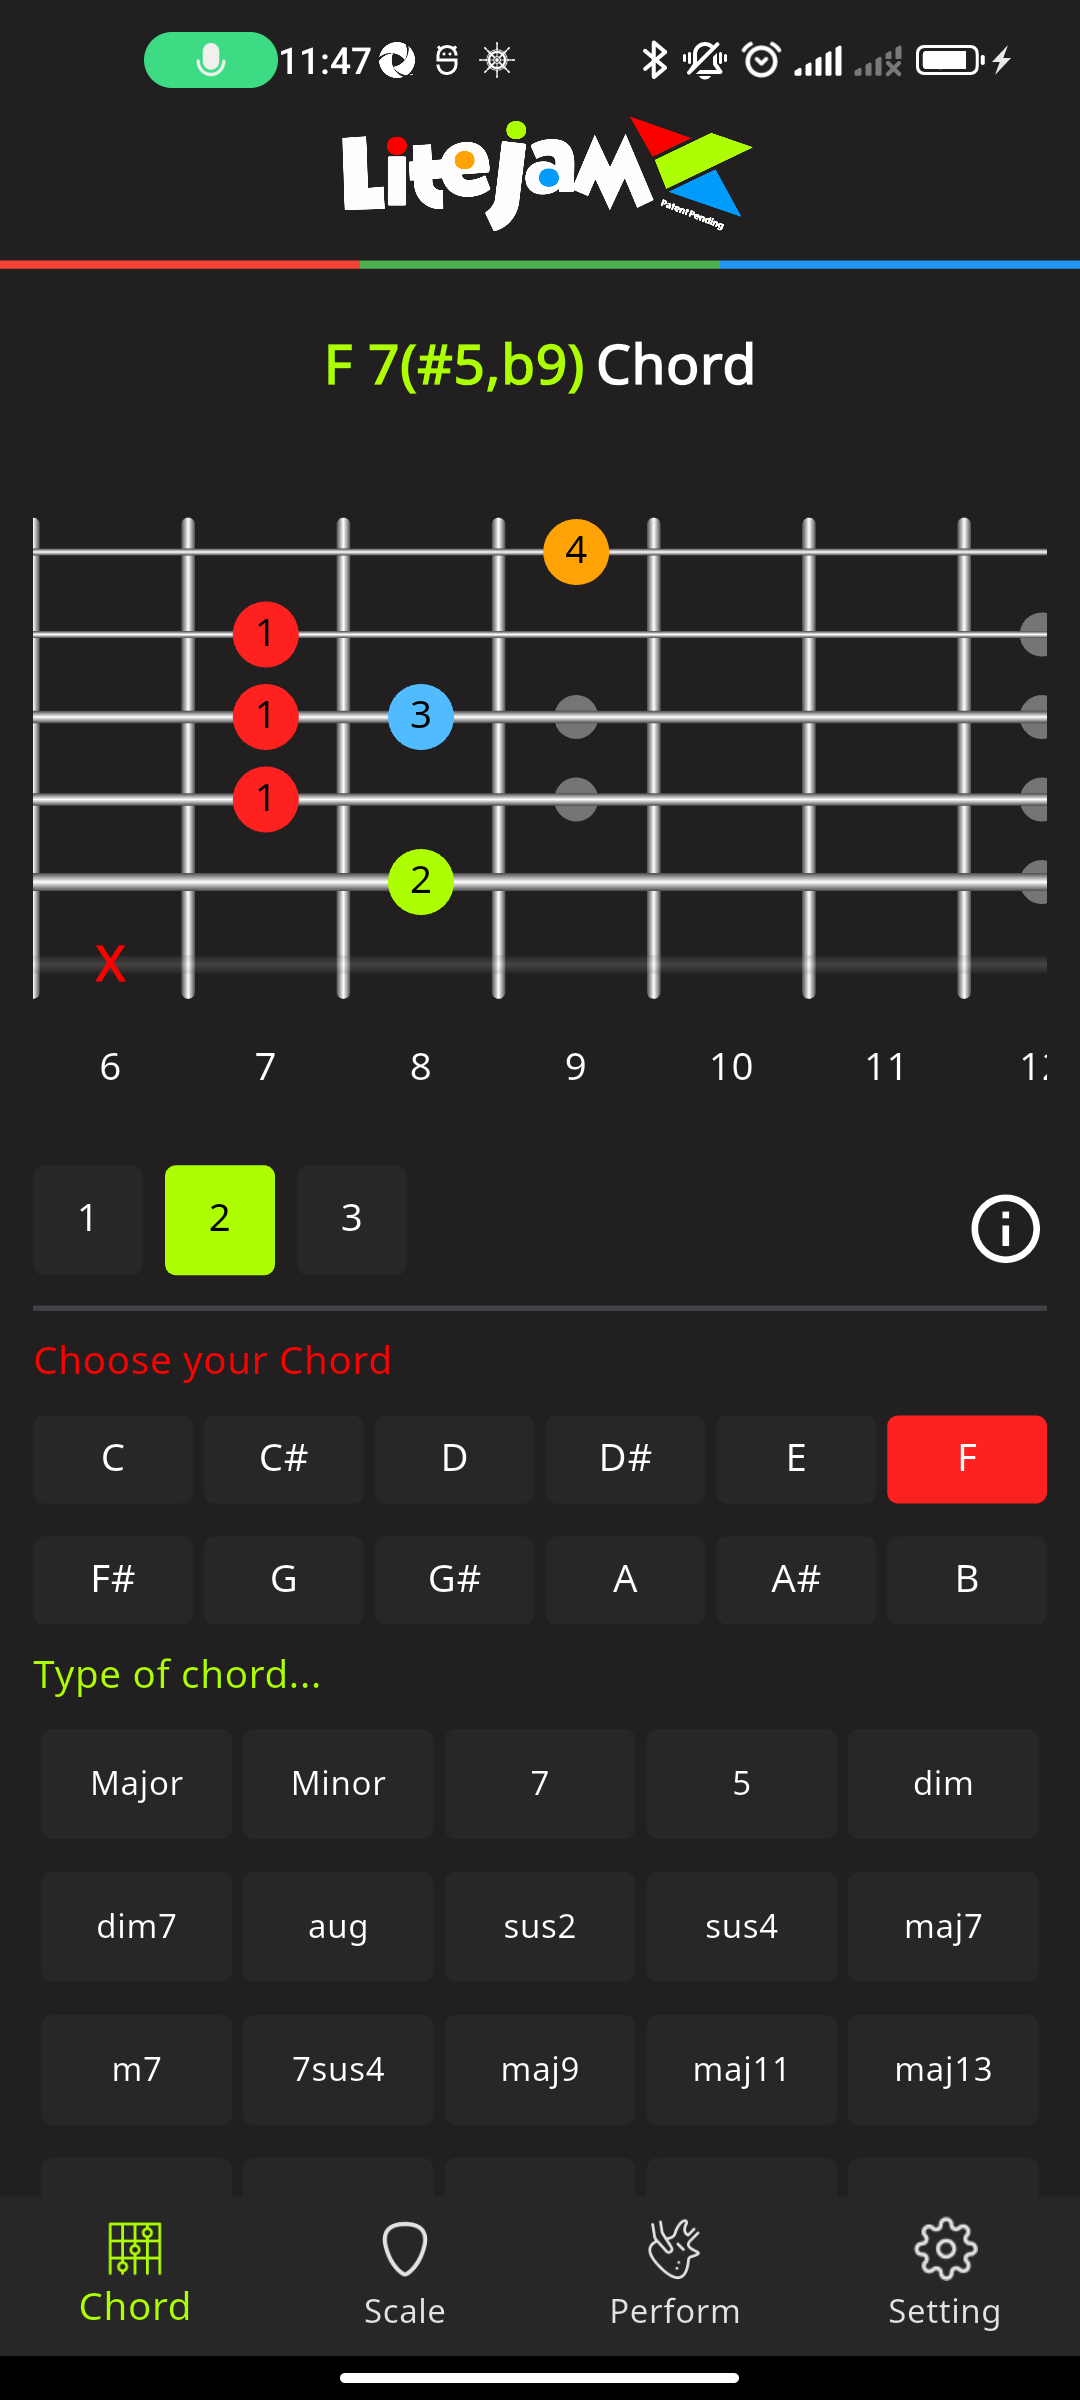 11:47
Litejam
Patent Pending
F 7(#5,b9) Chord
4
1
1 3
1
2
X
6 7 8 9 10 11
1 2 3
Choose your Chord
C C# D D# E F
F# G G# A A# B
Type of chord...
Major Minor 7 5 dim
dim7 aug sus2 sus4 maj7
m7 7sus4 maj9 maj11 maj13
Chord Scale Perform Setting